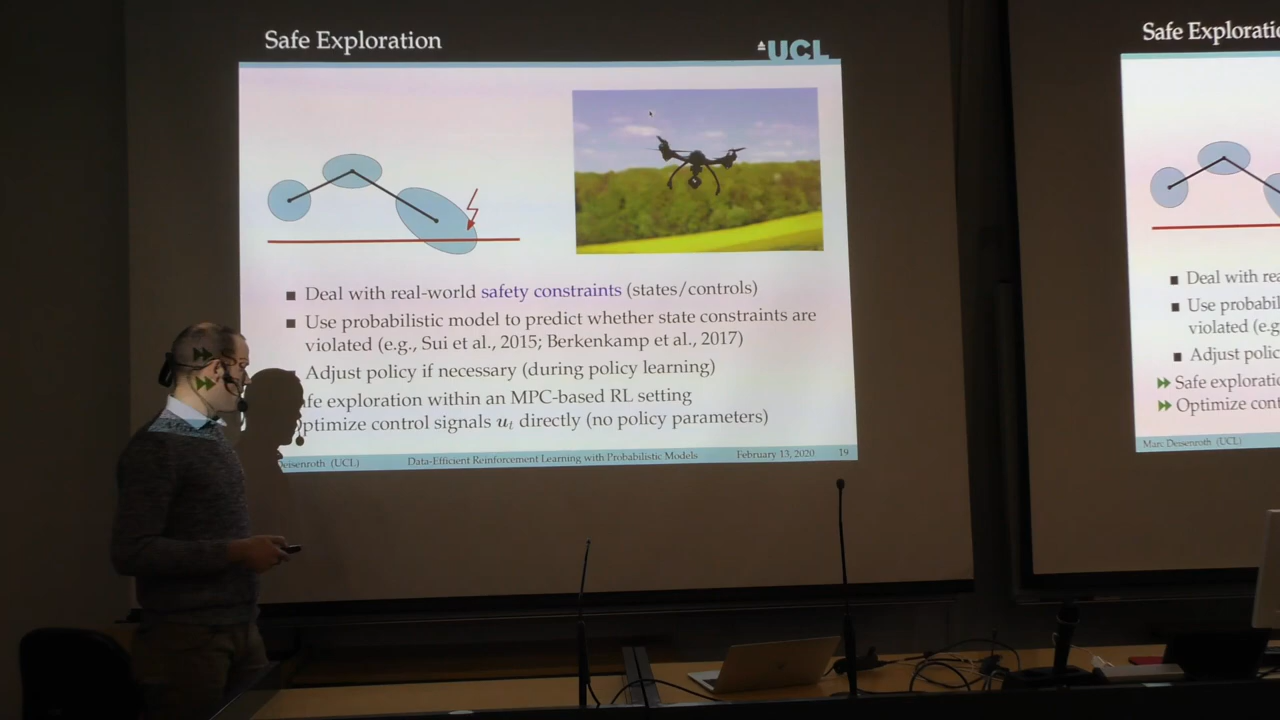 Safe Exploration
UCL
Deal with real-world safety constraints (states/controls)
Use probabilistic model to predict whether state constraints are
violated (e.g., Sui et al., 2015; Berkenkamp et al., 2017)
Adjust policy if necessary (during policy learning)
fe exploration within an MPC-based RL setting
ptimize control signals uₜ directly (no policy parameters)
Deisenroth (UCL)
Data-Efficient Reinforcement Learning with Probabilistic Models
February 13, 2020
19
Safe Exploratio
Deal with rea
Use probabil
violated (e.g
Adjust polic
Safe exploratio
Optimize cont
Marc Deisenroth (UCL)